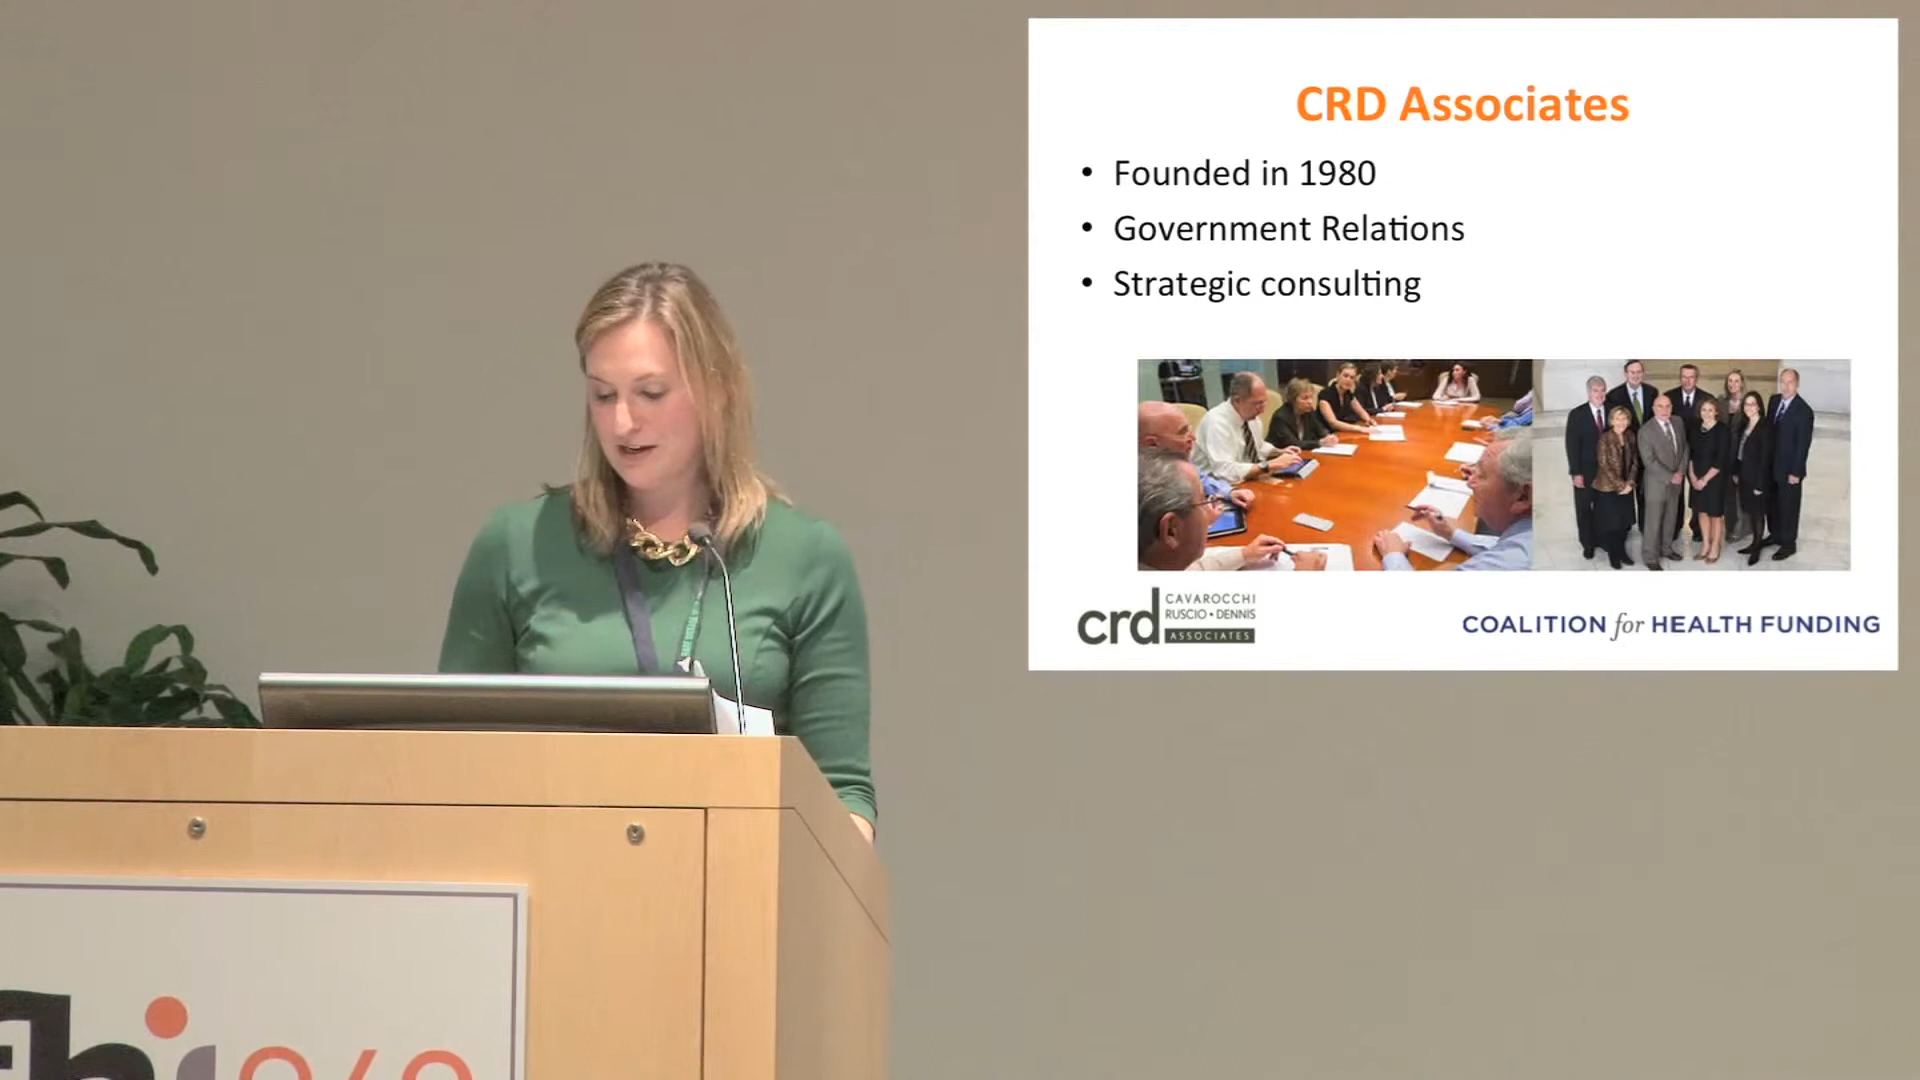 CRD Associates
• Founded in 1980
• Government Relations
• Strategic consulting
crd
CAVAROCCHI
RUSCIO • DENNIS
ASSOCIATES
COALITION for HEALTH FUNDING